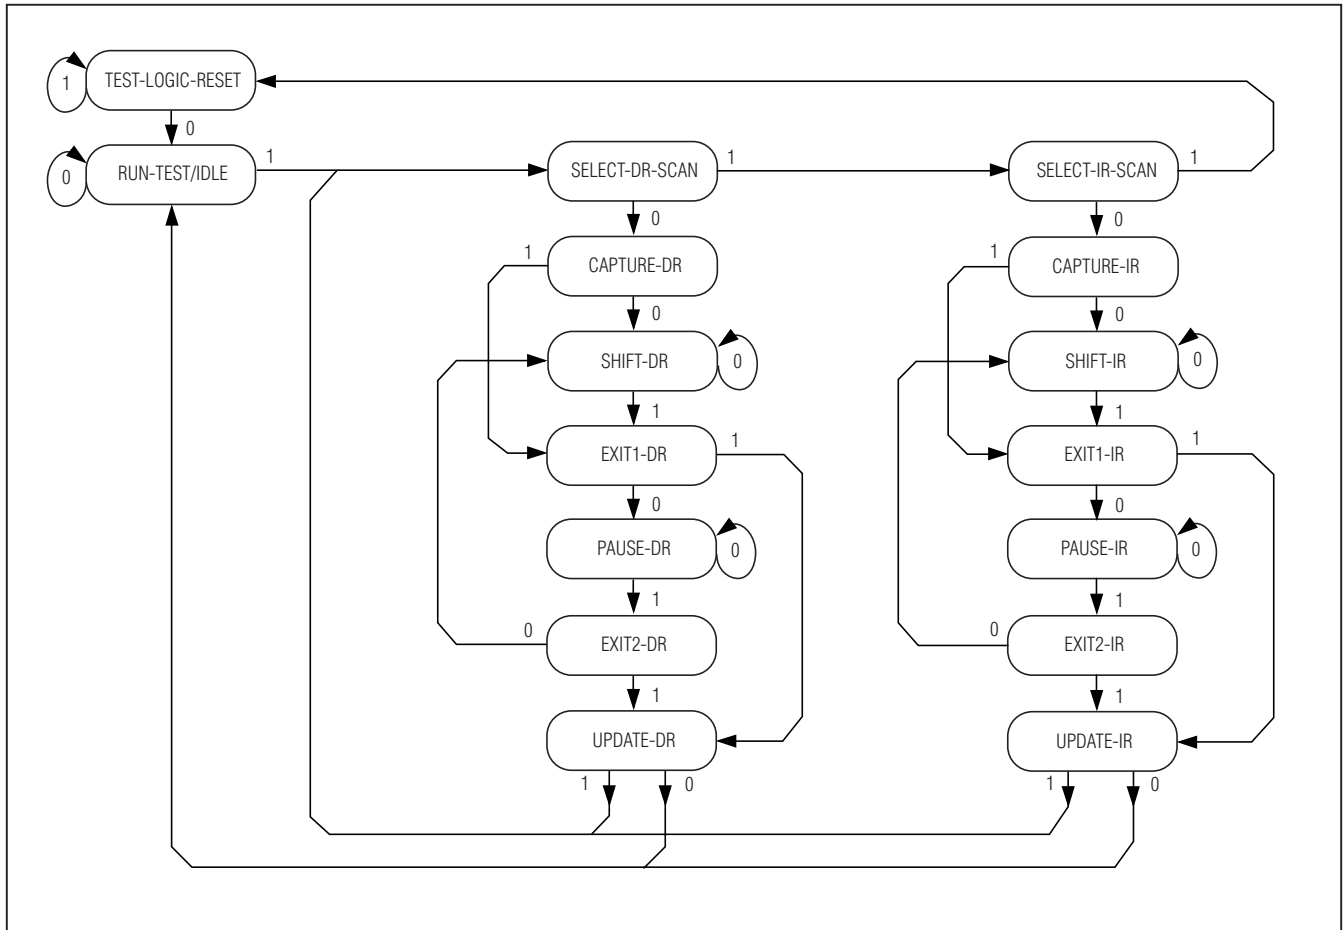 TEST-LOGIC-RESET
1
0
RUN-TEST/IDLE
0
1
SELECT-DR-SCAN
1
0
CAPTURE-DR
1
0
SHIFT-DR
0
1
EXIT1-DR
1
0
PAUSE-DR
0
1
EXIT2-DR
0
1
UPDATE-DR
1
0
SELECT-IR-SCAN
1
0
CAPTURE-IR
1
0
SHIFT-IR
0
1
EXIT1-IR
1
0
PAUSE-IR
0
1
EXIT2-IR
0
1
UPDATE-IR
1
0